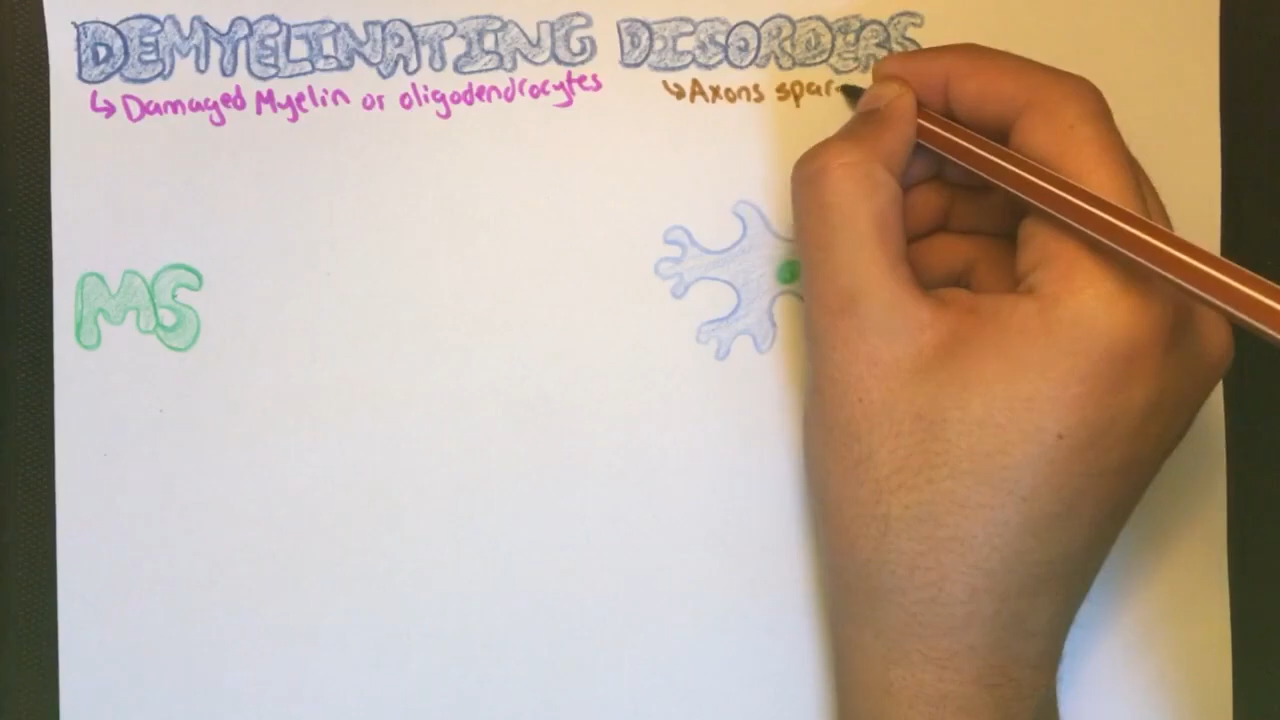 DEMYELINATING DISORDERS
↳ Damaged Myelin or oligodendrocytes ↳ Axons spar
MS